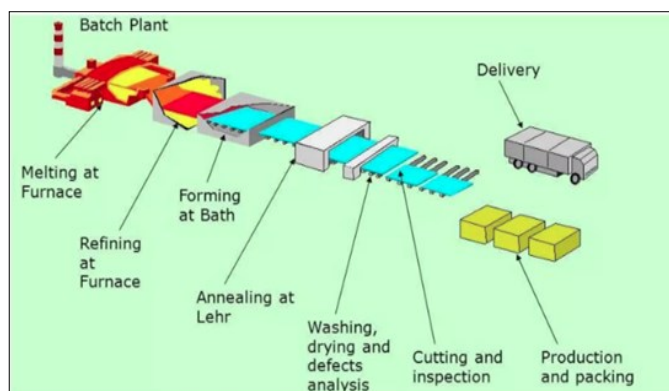 Batch Plant
Delivery
Melting at
Furnace
Forming
at Bath
Refining
at
Furnace
Annealing at
Lehr
Washing,
drying and
defects
analysis
Cutting and
inspection
Production
and packing